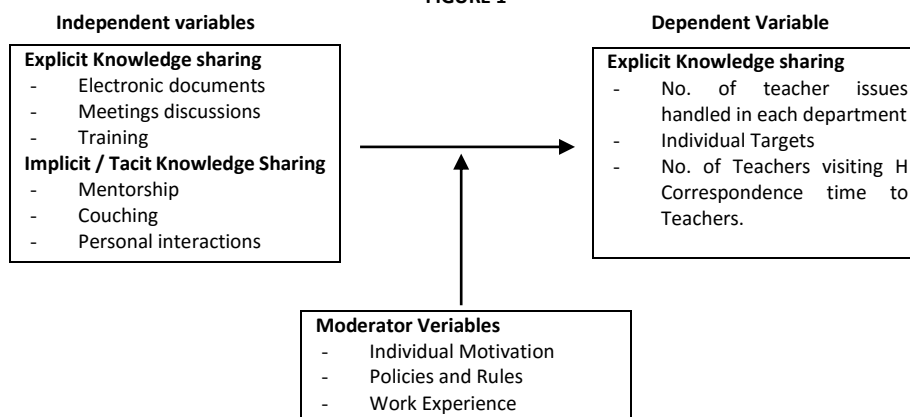 FIGURE 1
Independent variables
Explicit Knowledge sharing
- Electronic documents
- Meetings discussions
- Training
Implicit / Tacit Knowledge Sharing
- Mentorship
- Couching
- Personal interactions
Dependent Variable
Explicit Knowledge sharing
- No. of teacher issues
handled in each department
- Individual Targets
- No. of Teachers visiting H
Correspondence time to
Teachers.
Moderator Veriables
- Individual Motivation
- Policies and Rules
- Work Experience